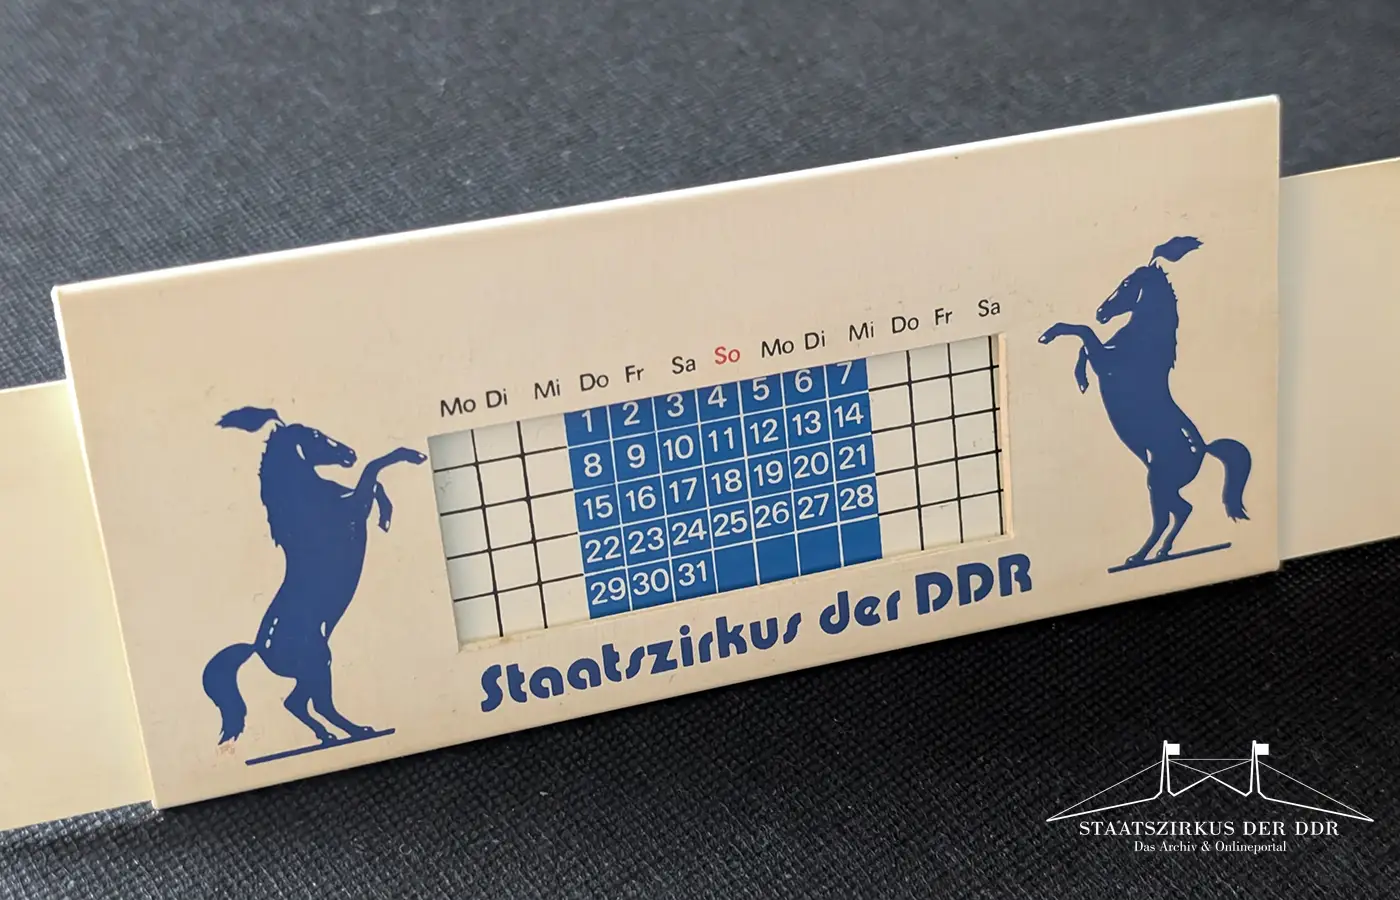 Mo Di Mi Do Fr Sa So Mo Di Mi Do Fr Sa
1 2 3 4 5 6 7
8 9 10 11 12 13 14
15 16 17 18 19 20 21
22 23 24 25 26 27 28
29 30 31
Staatszirkus der DDR
STAATSZIRKUS DER DDR
Das Archiv & Onlineportal